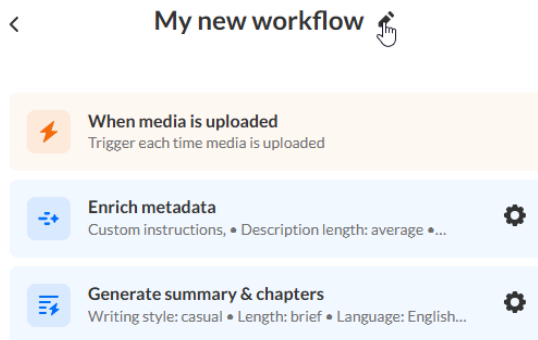 My new workflow
When media is uploaded
Trigger each time media is uploaded
Enrich metadata
Custom instructions, • Description length: average •...
Generate summary & chapters
Writing style: casual • Length: brief • Language: English...